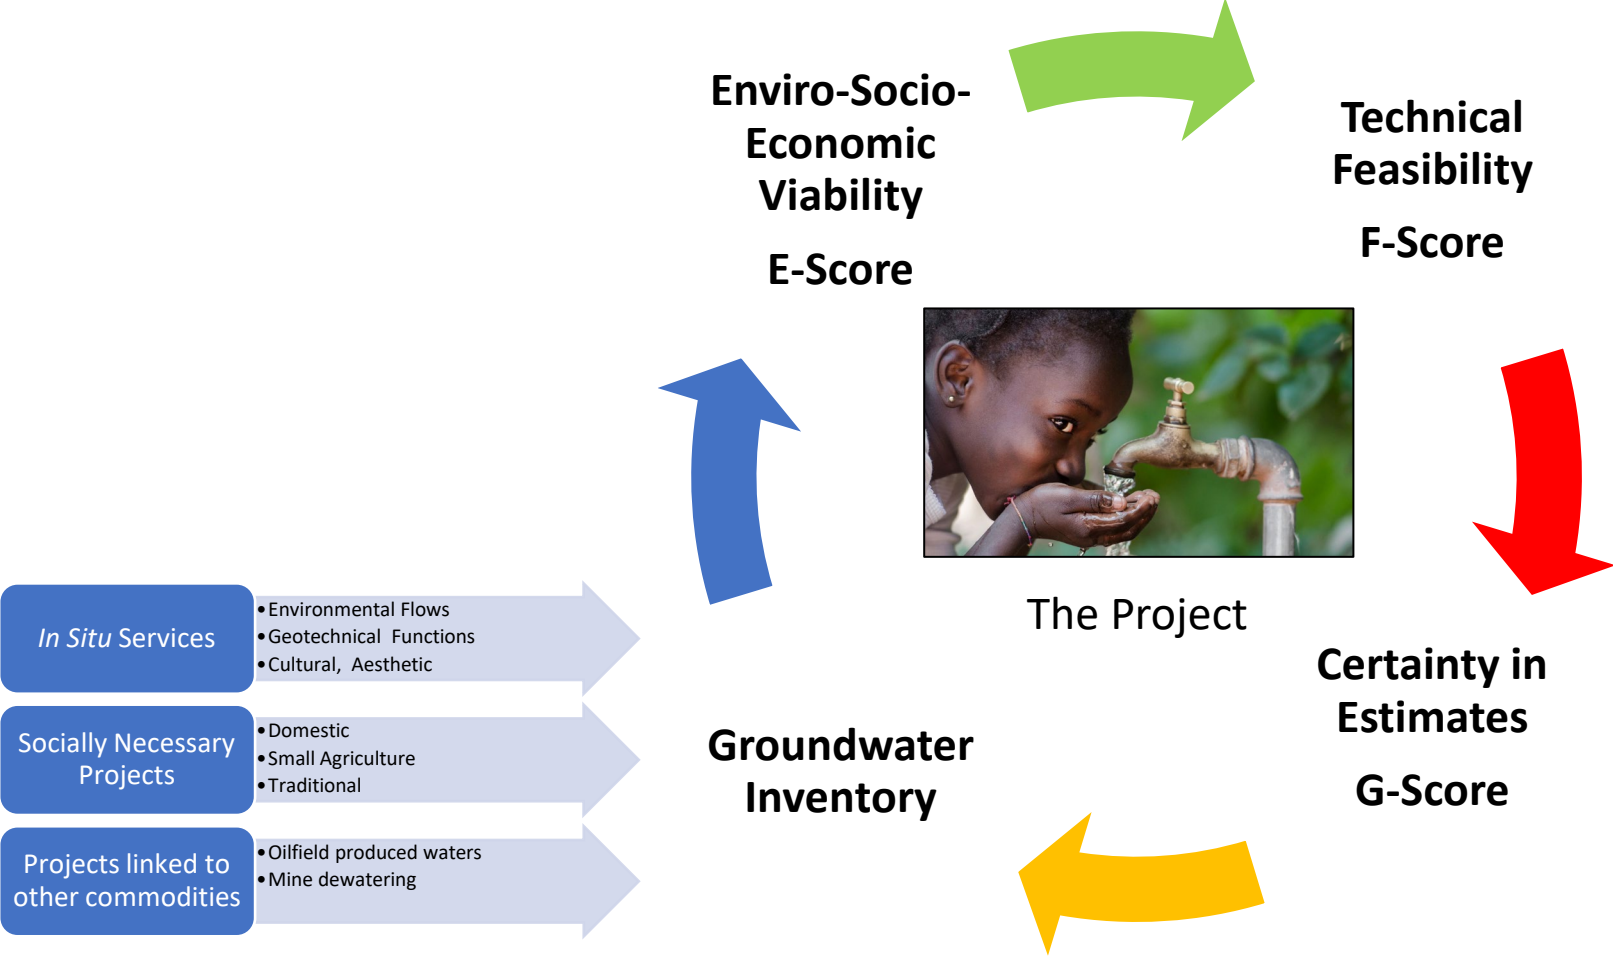 Enviro-Socio-
Economic
Viability
E-Score
Technical
Feasibility
F-Score
The Project
Certainty in
Estimates
G-Score
Groundwater
Inventory
In Situ Services
•Environmental Flows
•Geotechnical Functions
•Cultural, Aesthetic
Socially Necessary
Projects
•Domestic
•Small Agriculture
•Traditional
Projects linked to
other commodities
•Oilfield produced waters
•Mine dewatering